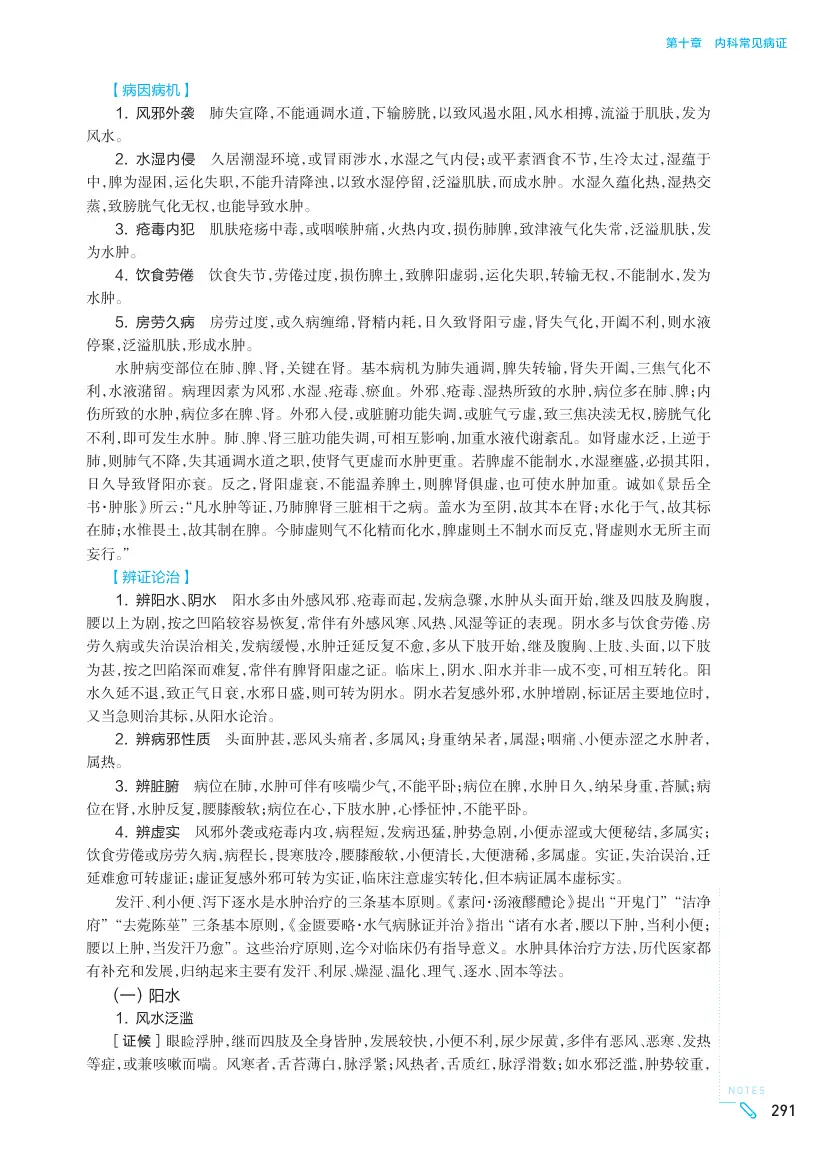 第十章　内科常见病证
【病因病机】
1. 风邪外袭　肺失宣降,不能通调水道,下输膀胱,以致风遏水阻,风水相搏,流溢于肌肤,发为
风水。
2. 水湿内侵　久居潮湿环境,或冒雨涉水,水湿之气内侵;或平素酒食不节,生冷太过,湿蕴于
中,脾为湿困,运化失职,不能升清降浊,以致水湿停留,泛溢肌肤,而成水肿。水湿久蕴化热,湿热交
蒸,致膀胱气化无权,也能导致水肿。
3. 疮毒内犯　肌肤疮疡中毒,或咽喉肿痛,火热内攻,损伤肺脾,致津液气化失常,泛溢肌肤,发
为水肿。
4. 饮食劳倦　饮食失节,劳倦过度,损伤脾土,致脾阳虚弱,运化失职,转输无权,不能制水,发为
水肿。
5. 房劳久病　房劳过度,或久病缠绵,肾精内耗,日久致肾阳亏虚,肾失气化,开阖不利,则水液
停聚,泛溢肌肤,形成水肿。
水肿病变部位在肺、脾、肾,关键在肾。基本病机为肺失通调,脾失转输,肾失开阖,三焦气化不
利,水液潴留。病理因素为风邪、水湿、疮毒、瘀血。外邪、疮毒、湿热所致的水肿,病位多在肺、脾;内
伤所致的水肿,病位多在脾、肾。外邪入侵,或脏腑功能失调,或脏气亏虚,致三焦决渎无权,膀胱气化
不利,即可发生水肿。肺、脾、肾三脏功能失调,可相互影响,加重水液代谢紊乱。如肾虚水泛,上逆于
肺,则肺气不降,失其通调水道之职,使肾气更虚而水肿更重。若脾虚不能制水,水湿壅盛,必损其阳,
日久导致肾阳亦衰。反之,肾阳虚衰,不能温养脾土,则脾肾俱虚,也可使水肿加重。诚如《景岳全
书·肿胀》所云:“凡水肿等证,乃肺脾肾三脏相干之病。盖水为至阴,故其本在肾;水化于气,故其标
在肺;水惟畏土,故其制在脾。今肺虚则气不化精而化水,脾虚则土不制水而反克,肾虚则水无所主而
妄行。”
【辨证论治】
1. 辨阳水、阴水　阳水多由外感风邪、疮毒而起,发病急骤,水肿从头面开始,继及四肢及胸腹,
腰以上为剧,按之凹陷较容易恢复,常伴有外感风寒、风热、风湿等证的表现。阴水多与饮食劳倦、房
劳久病或失治误治相关,发病缓慢,水肿迁延反复不愈,多从下肢开始,继及腹胸、上肢、头面,以下肢
为甚,按之凹陷深而难复,常伴有脾肾阳虚之证。临床上,阴水、阳水并非一成不变,可相互转化。阳
水久延不退,致正气日衰,水邪日盛,则可转为阴水。阴水若复感外邪,水肿增剧,标证居主要地位时,
又当急则治其标,从阳水论治。
2. 辨病邪性质　头面肿甚,恶风头痛者,多属风;身重纳呆者,属湿;咽痛、小便赤涩之水肿者,
属热。
3. 辨脏腑　病位在肺,水肿可伴有咳喘少气,不能平卧;病位在脾,水肿日久,纳呆身重,苔腻;病
位在肾,水肿反复,腰膝酸软;病位在心,下肢水肿,心悸怔忡,不能平卧。
4. 辨虚实　风邪外袭或疮毒内攻,病程短,发病迅猛,肿势急剧,小便赤涩或大便秘结,多属实;
饮食劳倦或房劳久病,病程长,畏寒肢冷,腰膝酸软,小便清长,大便溏稀,多属虚。实证,失治误治,迁
延难愈可转虚证;虚证复感外邪可转为实证,临床注意虚实转化,但本病证属本虚标实。
发汗、利小便、泻下逐水是水肿治疗的三条基本原则。《素问·汤液醪醴论》提出“开鬼门”“洁净
府”“去菀陈莝”三条基本原则,《金匮要略·水气病脉证并治》指出“诸有水者,腰以下肿,当利小便;
腰以上肿,当发汗乃愈”。这些治疗原则,迄今对临床仍有指导意义。水肿具体治疗方法,历代医家都
有补充和发展,归纳起来主要有发汗、利尿、燥湿、温化、理气、逐水、固本等法。
(一) 阳水
1. 风水泛滥
[证候] 眼睑浮肿,继而四肢及全身皆肿,发展较快,小便不利,尿少尿黄,多伴有恶风、恶寒、发热
等症,或兼咳嗽而喘。风寒者,舌苔薄白,脉浮紧;风热者,舌质红,脉浮滑数;如水邪泛滥,肿势较重,
NOTES
291